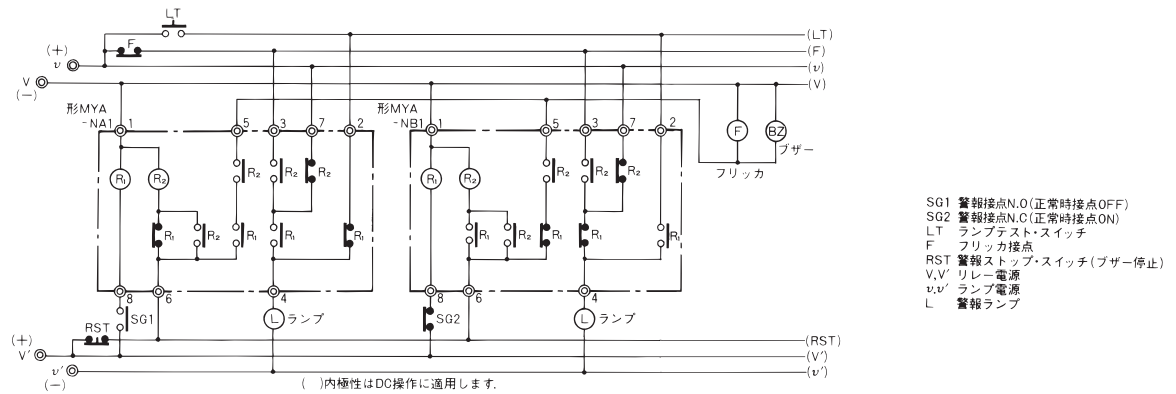 LT
(LT)
F
(F)
(+)
v
(v)
V
(V)
(−)
形MYA
-NA1
1
5
3
7
2
形MYA
-NB1
1
5
3
7
2
F
BZ
ブザー
フリッカ
R₁
R₂
R₂
R₂
R₂
R₁
R₂
R₂
R₂
R₂
R₁
R₂
R₁
R₁
R₁
R₁
R₂
R₁
R₁
R₁
8
6
4
8
6
4
SG1
L
ランプ
SG2
L
ランプ
RST
(+)
(RST)
V′
(V′)
v′
(v′)
(−)
(　)内極性はDC操作に適用します.
SG1 警報接点N.O(正常時接点OFF)
SG2 警報接点N.C(正常時接点ON)
LT ランプテスト・スイッチ
F フリッカ接点
RST 警報ストップ・スイッチ(ブザー停止)
V,V′ リレー電源
v,v′ ランプ電源
L 警報ランプ